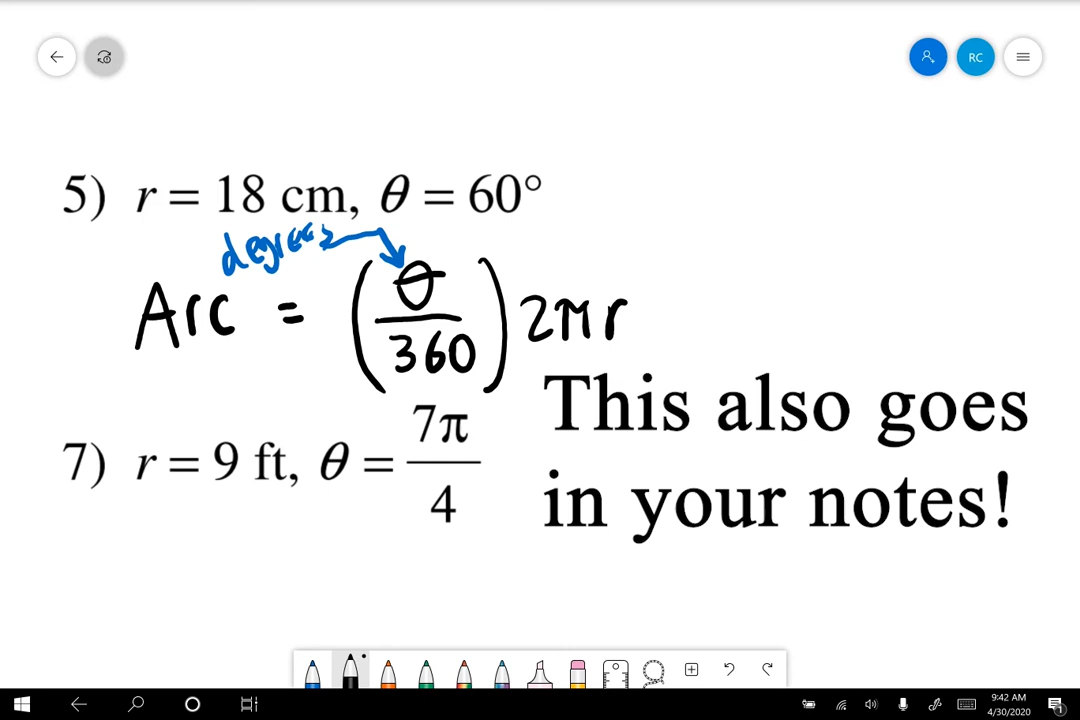 RC
5) r = 18 cm, θ = 60°
degrees
Arc = (θ/360) 2πr
7) r = 9 ft, θ = 7π/4
This also goes
in your notes!
9:42 AM
4/30/2020